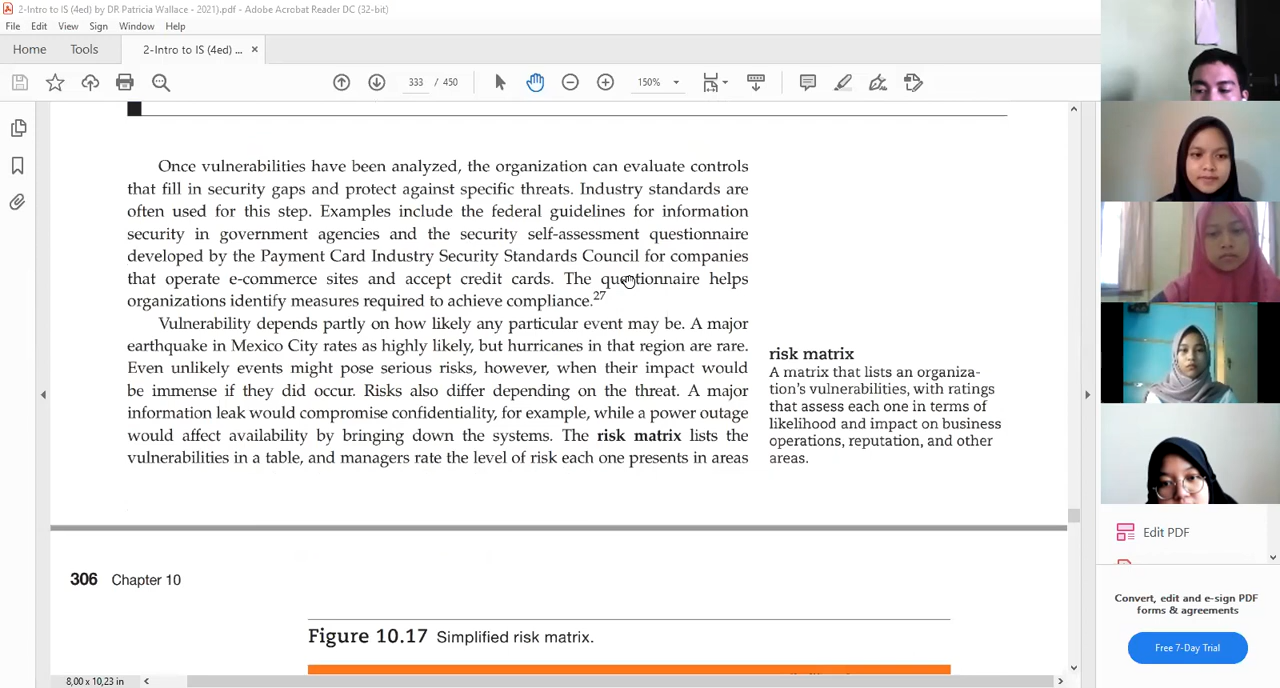 2-Intro to IS (4ed) by DR Patricia Wallace - 2021).pdf - Adobe Acrobat Reader DC (32-bit)
File Edit View Sign Window Help
Home Tools 2-Intro to IS (4ed) ... ×
333 / 450 150%
Once vulnerabilities have been analyzed, the organization can evaluate controls
that fill in security gaps and protect against specific threats. Industry standards are
often used for this step. Examples include the federal guidelines for information
security in government agencies and the security self-assessment questionnaire
developed by the Payment Card Industry Security Standards Council for companies
that operate e-commerce sites and accept credit cards. The questionnaire helps
organizations identify measures required to achieve compliance.27
Vulnerability depends partly on how likely any particular event may be. A major
earthquake in Mexico City rates as highly likely, but hurricanes in that region are rare.
Even unlikely events might pose serious risks, however, when their impact would
be immense if they did occur. Risks also differ depending on the threat. A major
information leak would compromise confidentiality, for example, while a power outage
would affect availability by bringing down the systems. The risk matrix lists the
vulnerabilities in a table, and managers rate the level of risk each one presents in areas
risk matrix
A matrix that lists an organiza-
tion's vulnerabilities, with ratings
that assess each one in terms of
likelihood and impact on business
operations, reputation, and other
areas.
306 Chapter 10
Figure 10.17 Simplified risk matrix.
8,00 x 10,23 in
Edit PDF
Convert, edit and e-sign PDF
forms & agreements
Free 7-Day Trial